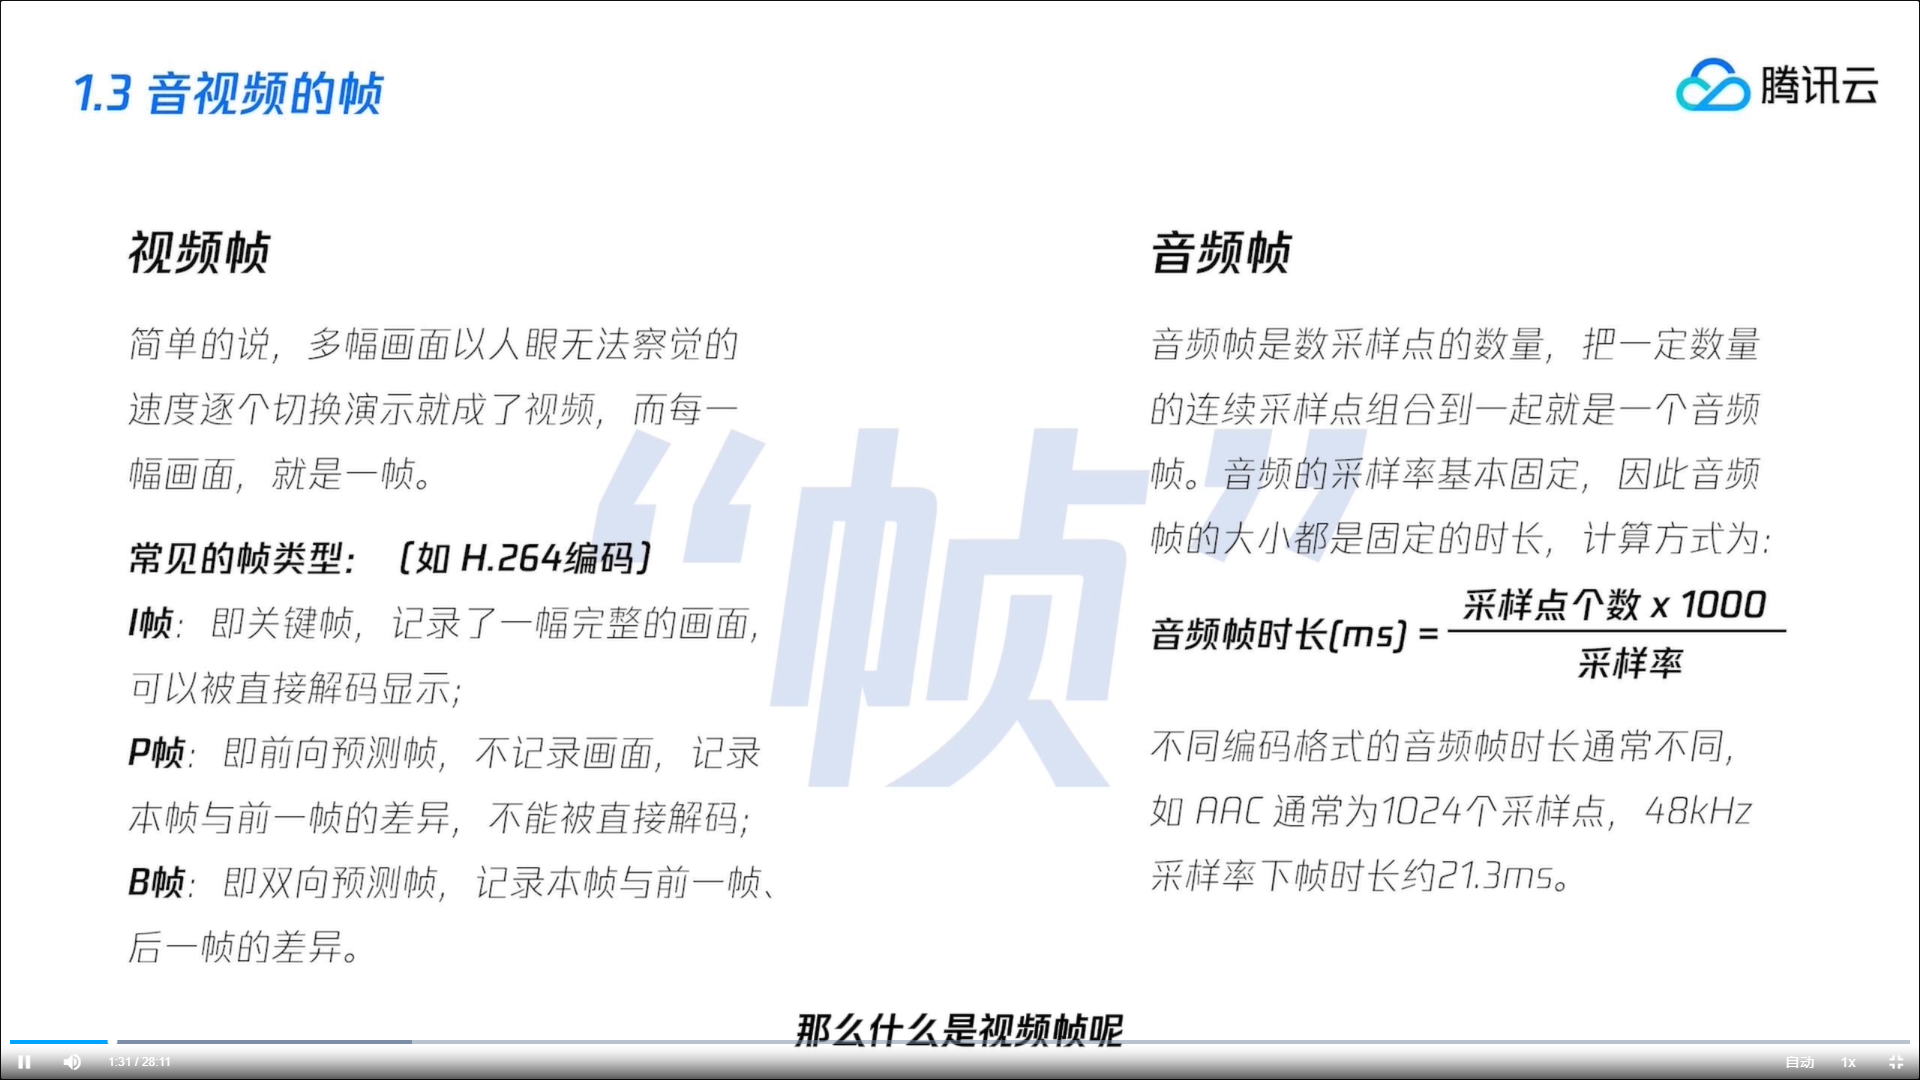 1.3 音视频的帧
腾讯云
视频帧
简单的说，多幅画面以人眼无法察觉的
速度逐个切换演示就成了视频，而每一
幅画面，就是一帧。
常见的帧类型：（如 H.264编码）
I帧：即关键帧，记录了一幅完整的画面，
可以被直接解码显示；
P帧：即前向预测帧，不记录画面，记录
本帧与前一帧的差异，不能被直接解码；
B帧：即双向预测帧，记录本帧与前一帧、
后一帧的差异。
“帧”
音频帧
音频帧是数采样点的数量，把一定数量
的连续采样点组合到一起就是一个音频
帧。音频的采样率基本固定，因此音频
帧的大小都是固定的时长，计算方式为：
音频帧时长(ms) =
采样点个数 x 1000
采样率
不同编码格式的音频帧时长通常不同，
如 AAC 通常为1024个采样点，48kHz
采样率下帧时长约21.3ms。
那么什么是视频帧呢
1:31 / 28:11
自动
1x